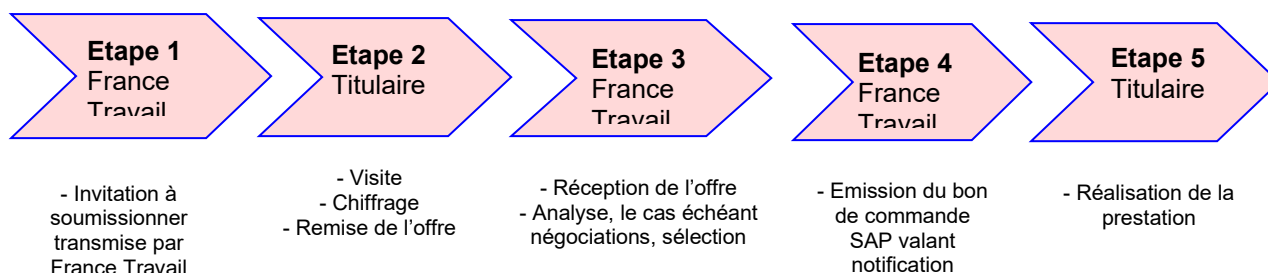 Etape 1
France
Travail
Etape 2
Titulaire
Etape 3
France
Travail
Etape 4
France
Travail
Etape 5
Titulaire
- Invitation à
soumissionner
transmise par
France Travail
- Visite
- Chiffrage
- Remise de l’offre
- Réception de l’offre
- Analyse, le cas échéant
négociations, sélection
- Emission du bon
de commande
SAP valant
notification
- Réalisation de la
prestation